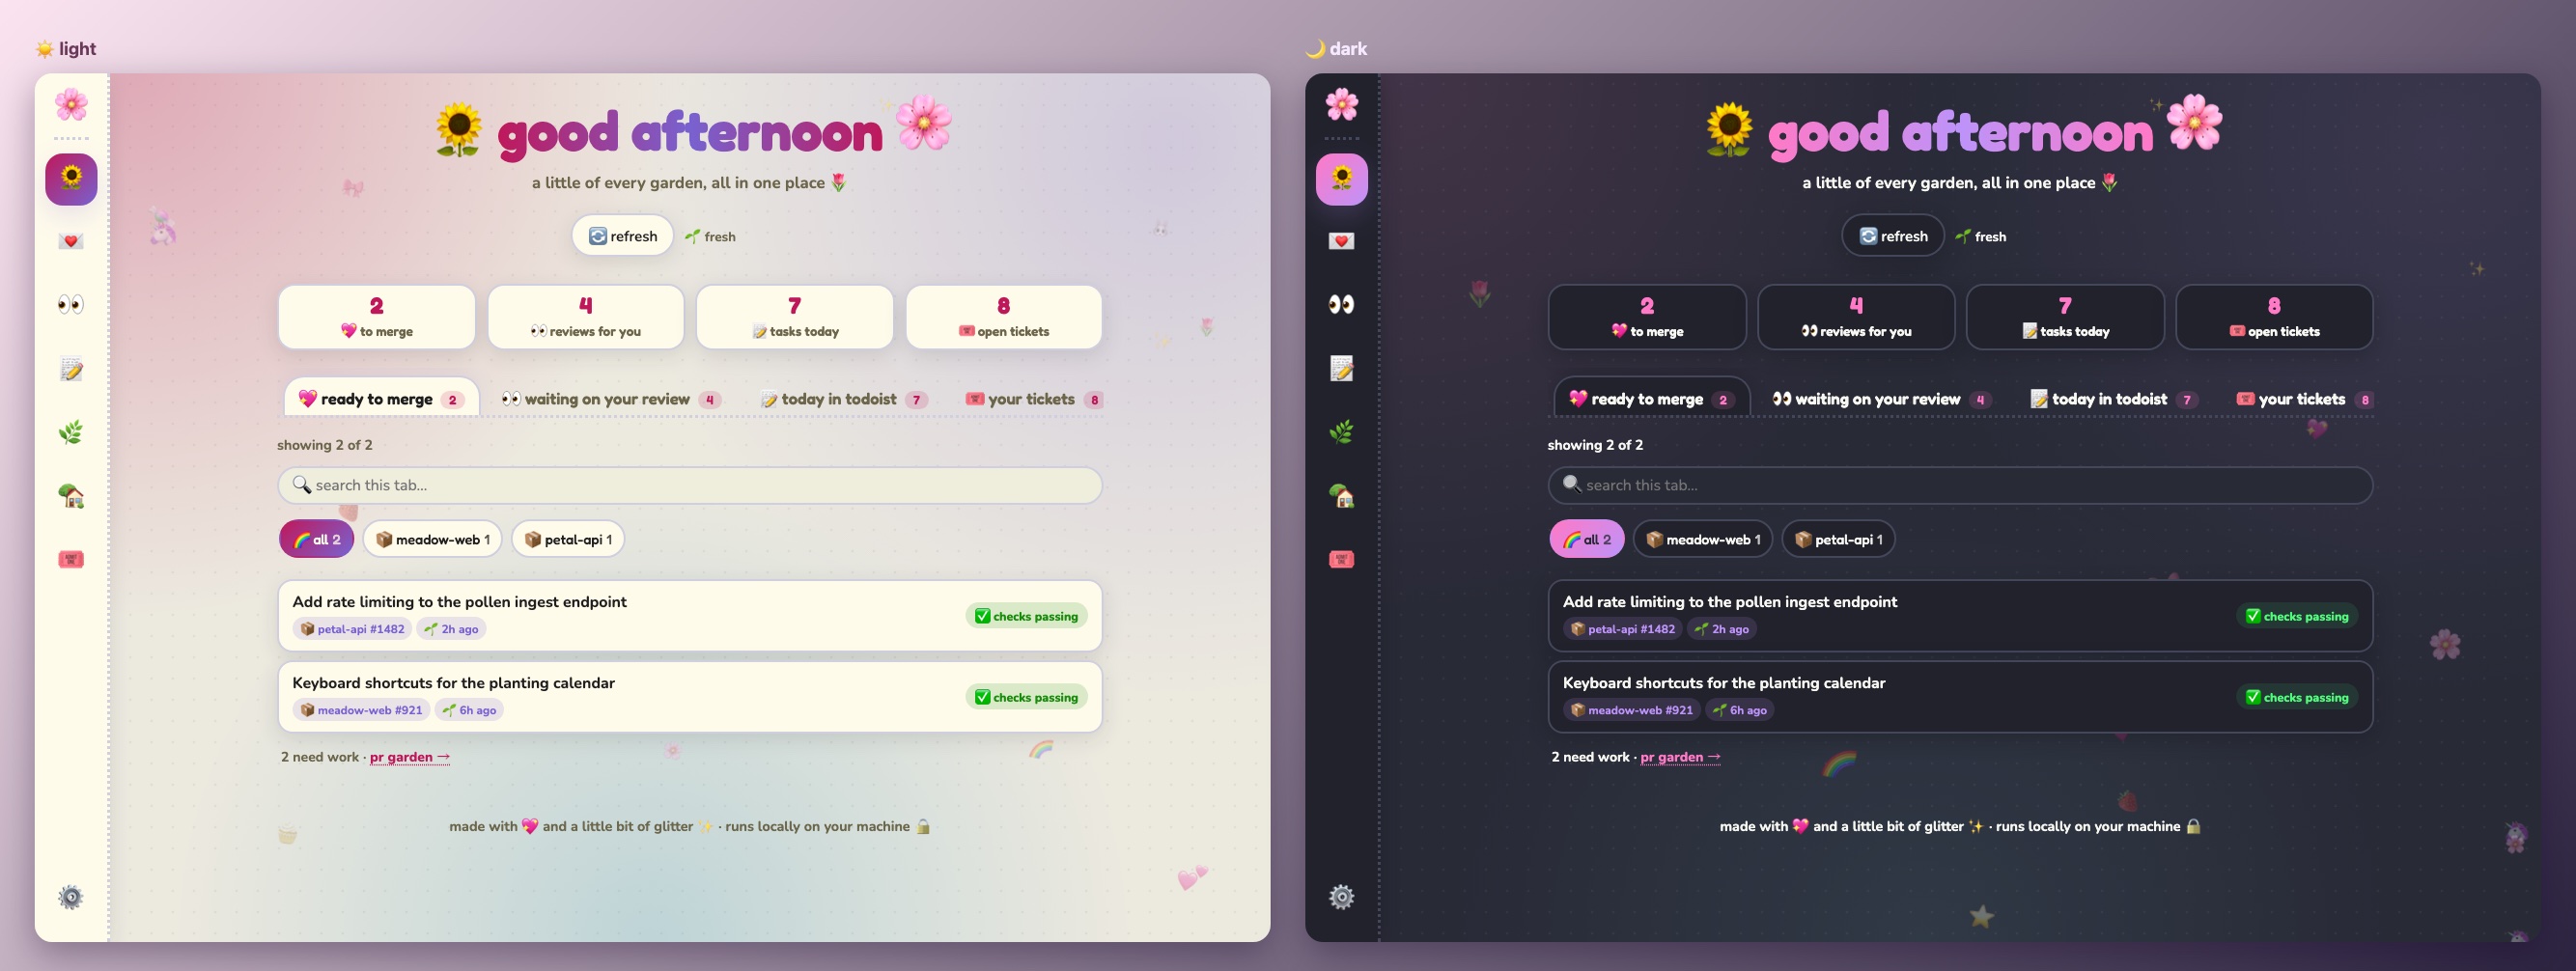 light
good afternoon
a little of every garden, all in one place
refresh
fresh
2
to merge
4
reviews for you
7
tasks today
8
open tickets
ready to merge 2
waiting on your review 4
today in todoist 7
your tickets 8
showing 2 of 2
search this tab...
all 2
meadow-web 1
petal-api 1
Add rate limiting to the pollen ingest endpoint
petal-api #1482
2h ago
checks passing
Keyboard shortcuts for the planting calendar
meadow-web #921
6h ago
checks passing
2 need work · pr garden →
made with 💖 and a little bit of glitter ✨ · runs locally on your machine
dark
good afternoon
a little of every garden, all in one place
refresh
fresh
2
to merge
4
reviews for you
7
tasks today
8
open tickets
ready to merge 2
waiting on your review 4
today in todoist 7
your tickets 8
showing 2 of 2
search this tab...
all 2
meadow-web 1
petal-api 1
Add rate limiting to the pollen ingest endpoint
petal-api #1482
2h ago
checks passing
Keyboard shortcuts for the planting calendar
meadow-web #921
6h ago
checks passing
2 need work · pr garden →
made with 💖 and a little bit of glitter ✨ · runs locally on your machine